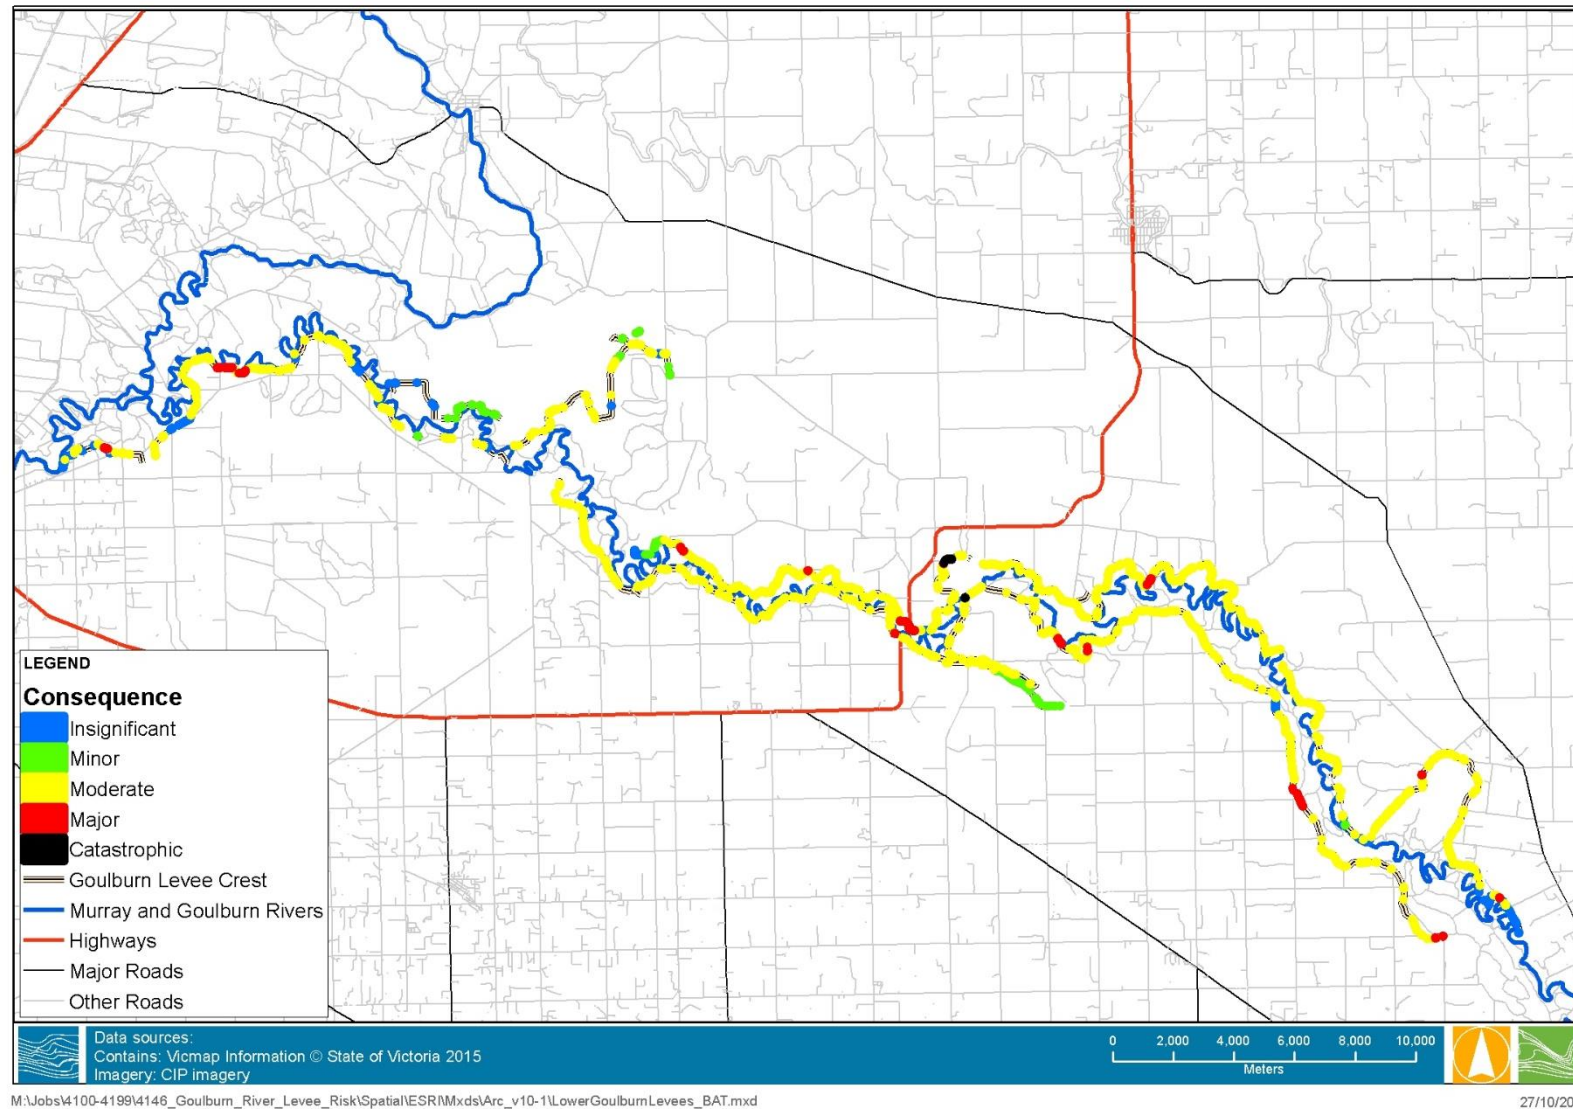 LEGEND
Consequence
Insignificant
Minor
Moderate
Major
Catastrophic
Goulburn Levee Crest
Murray and Goulburn Rivers
Highways
Major Roads
Other Roads
Data sources:
Contains: Vicmap Information © State of Victoria 2015
Imagery: CIP imagery
0 2,000 4,000 6,000 8,000 10,000
Meters
M:\Jobs\4100-4199\4146_Goulburn_River_Levee_Risk\Spatial\ESRI\Mxds\Arc_v10-1\LowerGoulburnLevees_BAT.mxd
27/10/20